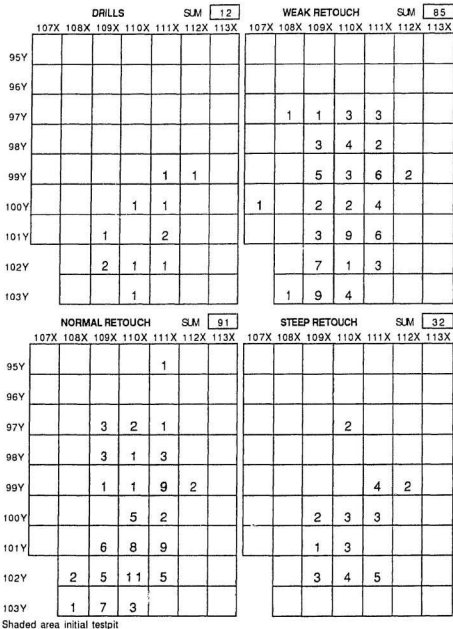 DRILLS SUM 12 WEAK RETOUCH SUM 85
107X 108X 109X 110X 111X 112X 113X 107X 108X 109X 110X 111X 112X 113X
95Y
96Y
97Y 1 1 3 3
98Y 3 4 2
99Y 1 1 5 3 6 2
100Y 1 1 1 2 2 4
101Y 1 2 3 9 6
102Y 2 1 1 7 1 3
103Y 1 1 9 4
NORMAL RETOUCH SUM 91 STEEP RETOUCH SUM 32
107X 108X 109X 110X 111X 112X 113X 107X 108X 109X 110X 111X 112X 113X
95Y 1
96Y
97Y 3 2 1 2
98Y 3 1 3
99Y 1 1 9 2 4 2
100Y 5 2 2 3 3
101Y 6 8 9 1 3
102Y 2 5 11 5 3 4 5
103Y 1 7 3
Shaded area initial testpit